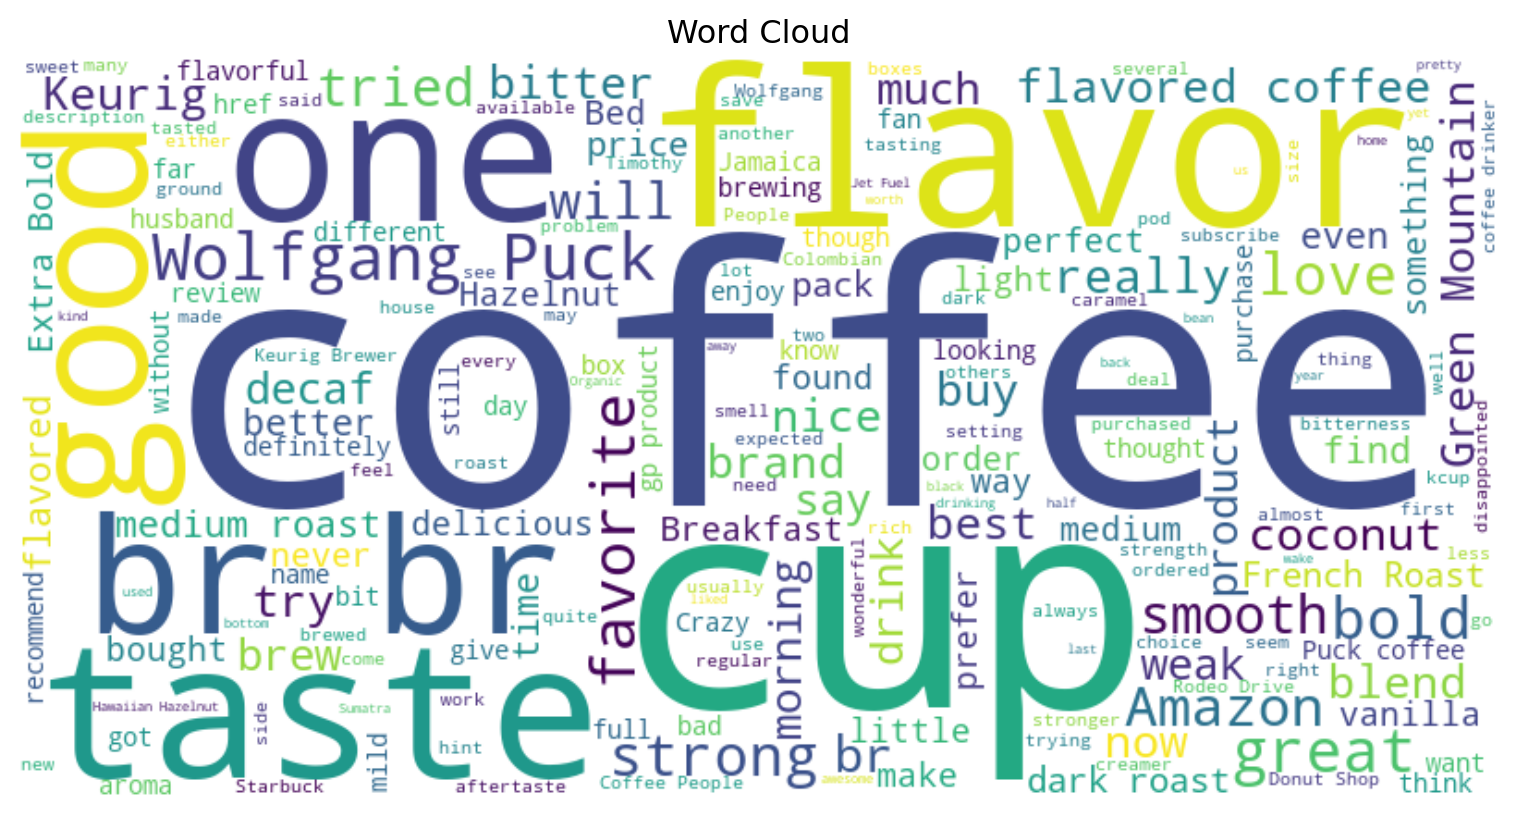 Word Cloud
sweet
many
Keurig
flavorful
href
said
tried
bitter
available
Bed
save
Wolfgang
boxes
much
flavored coffee
several
pretty
description
tasted
either
far
ground
one
price
Timothy
will
another
Jamaica
brewing
People
flavor
fan
tasting
Jet Fuel
worth
us
size
home
yet
something
Green Mountain
coffee drinker
good
Extra Bold
husband
different
problem
Wolfgang Puck
see
Hazelnut
review
though
Colombian
lot
enjoy
pack
perfect
pod
subscribe
even
light
really
love
dark
caramel
purchase
bean
kind
without
made
house
may
coffee
Keurig Brewer
every
decaf
still
day
better
definitely
feel
roast
box
Organic
away
two
know
found
looking
others
buy
back
deal
thing
year
well
flavored
favorite
gp product
smell
nice
expected
brand
need
say
setting
order
way
black
drinking
half
purchased
thought
bitterness
find
product
kcup
disappointed
medium roast
delicious
Breakfast
rich
best
medium
almost
first
coconut
less
br br
never
name
try
bit
time
used
bottom
brewed
quite
cup
usually
liked
Crazy
use
regular
morning
wonderful
drink
prefer
always
last
strength
ordered
wake
French Roast
smooth
bold
go
recommend
bought
brew
come
give
choice
seem
Puck coffee
weak
right
Rodeo Drive
blend
taste
Hawaiian Hazelnut
side
Sumatra
work
got
hint
mild
full
bad
little
stronger
Amazon
vanilla
trying
now
great
want
new
aroma
Starbuck
aftertaste
strong
br
Coffee People
awesome
make
creamer
dark roast
Donut Shop
think